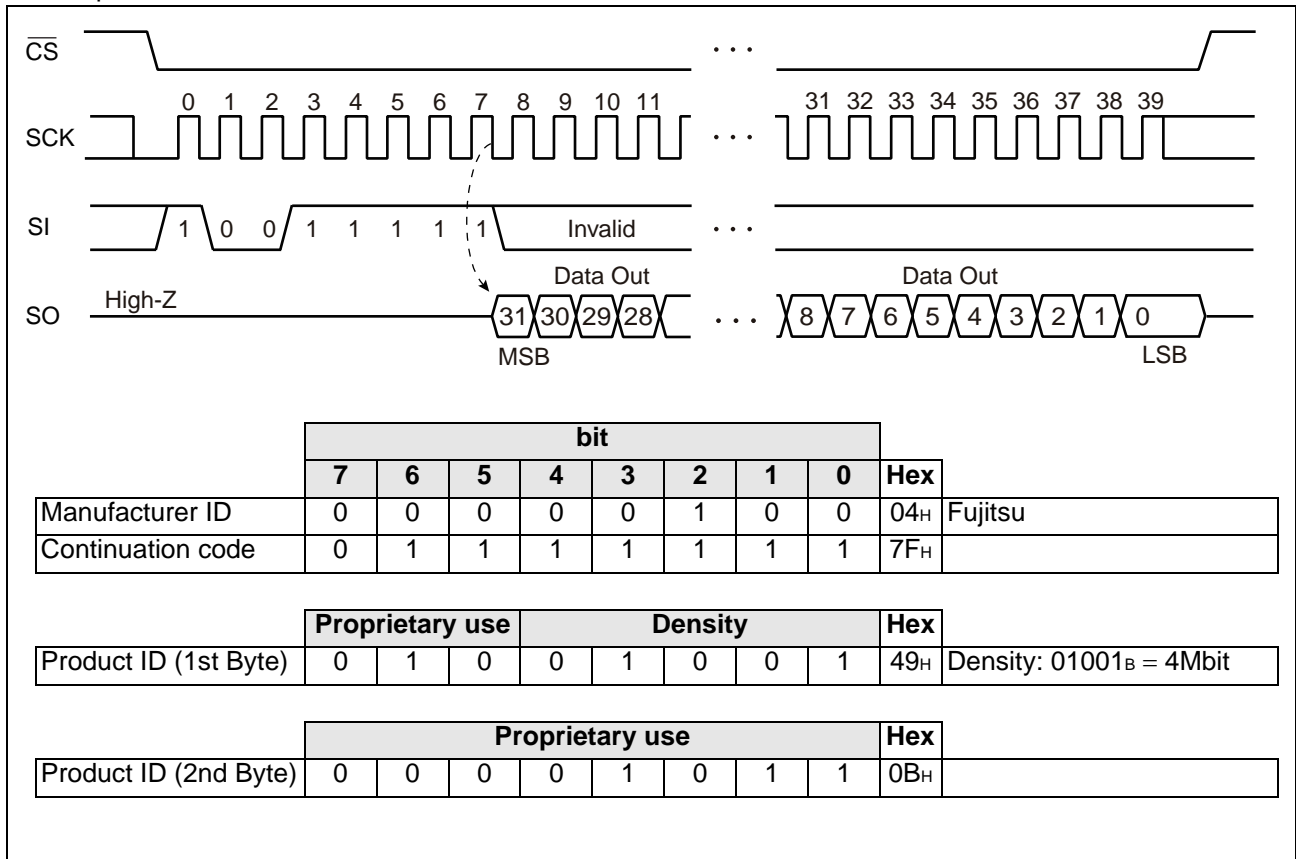 CS
. . .
0 1 2 3 4 5 6 7 8 9 10 11 31 32 33 34 35 36 37 38 39
SCK . . .
SI 1 0 0 1 1 1 1 1 Invalid . . .
Data Out Data Out
High-Z
SO 31 30 29 28 . . . 8 7 6 5 4 3 2 1 0
MSB LSB
bit
7 6 5 4 3 2 1 0 Hex
Manufacturer ID 0 0 0 0 0 1 0 0 04H Fujitsu
Continuation code 0 1 1 1 1 1 1 1 7FH
Proprietary use Density Hex
Product ID (1st Byte) 0 1 0 0 1 0 0 1 49H Density: 01001B = 4Mbit
Proprietary use Hex
Product ID (2nd Byte) 0 0 0 0 1 0 1 1 0BH